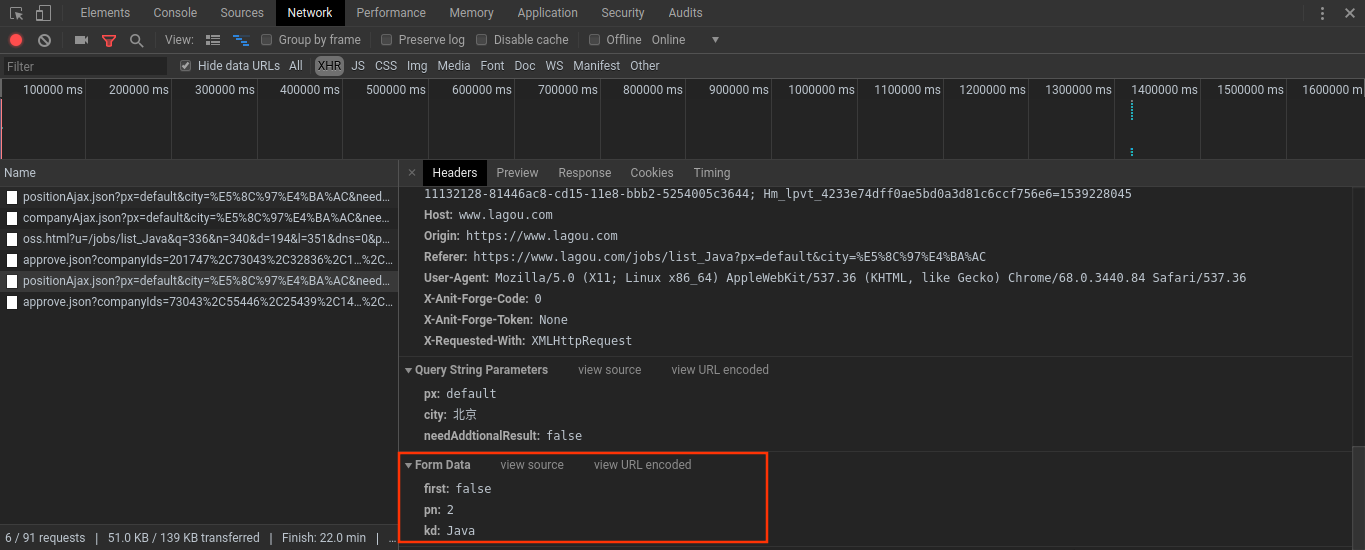 Elements Console Sources Network Performance Memory Application Security Audits
View: Group by frame Preserve log Disable cache Offline Online
Filter Hide data URLs All XHR JS CSS Img Media Font Doc WS Manifest Other
100000 ms 200000 ms 300000 ms 400000 ms 500000 ms 600000 ms 700000 ms 800000 ms 900000 ms 1000000 ms 1100000 ms 1200000 ms 1300000 ms 1400000 ms 1500000 ms 1600000 m
Name
positionAjax.json?px=default&city=%E5%8C%97%E4%BA%AC&need…
companyAjax.json?px=default&city=%E5%8C%97%E4%BA%AC&nee…
oss.html?u=/jobs/list_Java&q=336&n=340&d=194&l=351&dns=0&p…
approve.json?companyIds=201747%2C73043%2C32836%2C1…%2C…
positionAjax.json?px=default&city=%E5%8C%97%E4%BA%AC&need…
approve.json?companyIds=73043%2C55446%2C25439%2C14…%2C…
6 / 91 requests | 51.0 KB / 139 KB transferred | Finish: 22.0 min | …
× Headers Preview Response Cookies Timing
11132128-81446ac8-cd15-11e8-bbb2-5254005c3644; Hm_lpvt_4233e74dff0ae5bd0a3d81c6ccf756e6=1539228045
Host: www.lagou.com
Origin: https://www.lagou.com
Referer: https://www.lagou.com/jobs/list_Java?px=default&city=%E5%8C%97%E4%BA%AC
User-Agent: Mozilla/5.0 (X11; Linux x86_64) AppleWebKit/537.36 (KHTML, like Gecko) Chrome/68.0.3440.84 Safari/537.36
X-Anit-Forge-Code: 0
X-Anit-Forge-Token: None
X-Requested-With: XMLHttpRequest
Query String Parameters view source view URL encoded
px: default
city: 北京
needAddtionalResult: false
Form Data view source view URL encoded
first: false
pn: 2
kd: Java